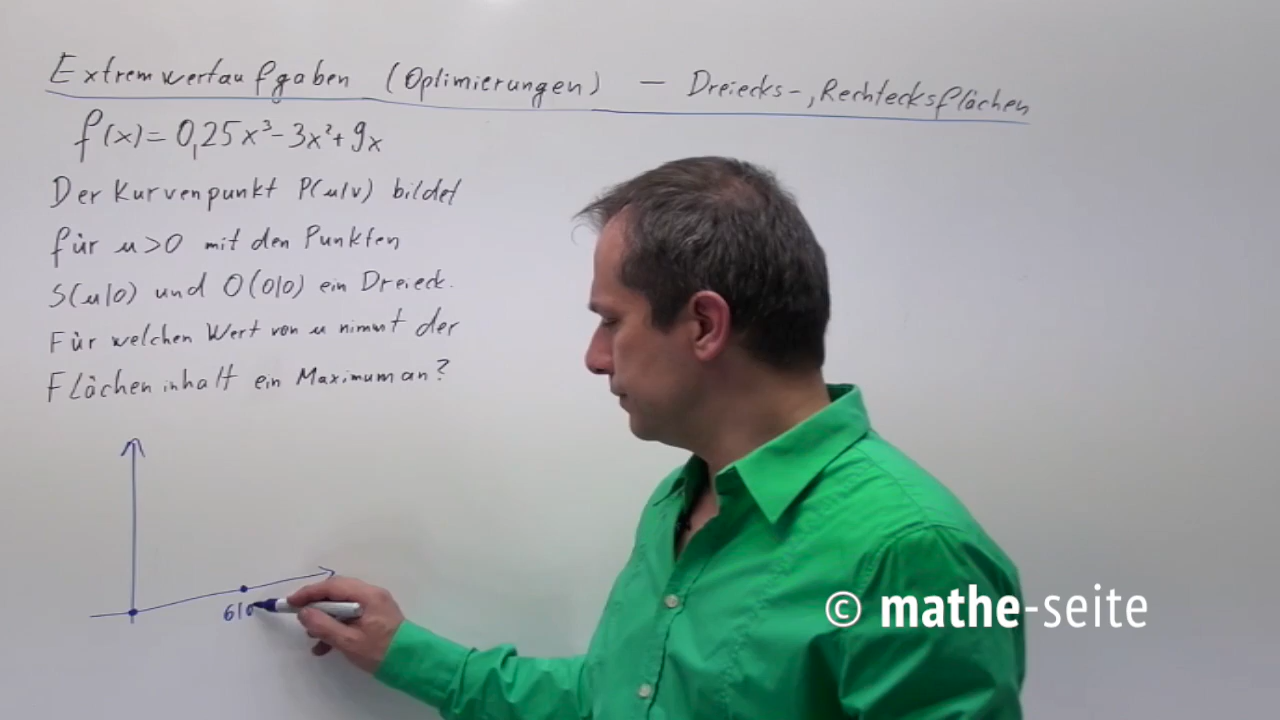 Extremwertaufgaben (Optimierungen) — Dreiecks-, Rechtecksflächen
f(x)= 0,25x³-3x²+9x
Der Kurvenpunkt P(u|v) bildet
für u>0 mit den Punkten
S(u|0) und O(0|0) ein Dreieck.
Für welchen Wert von u nimmt der
Flächeninhalt ein Maximum an?
6|0
© mathe-seite